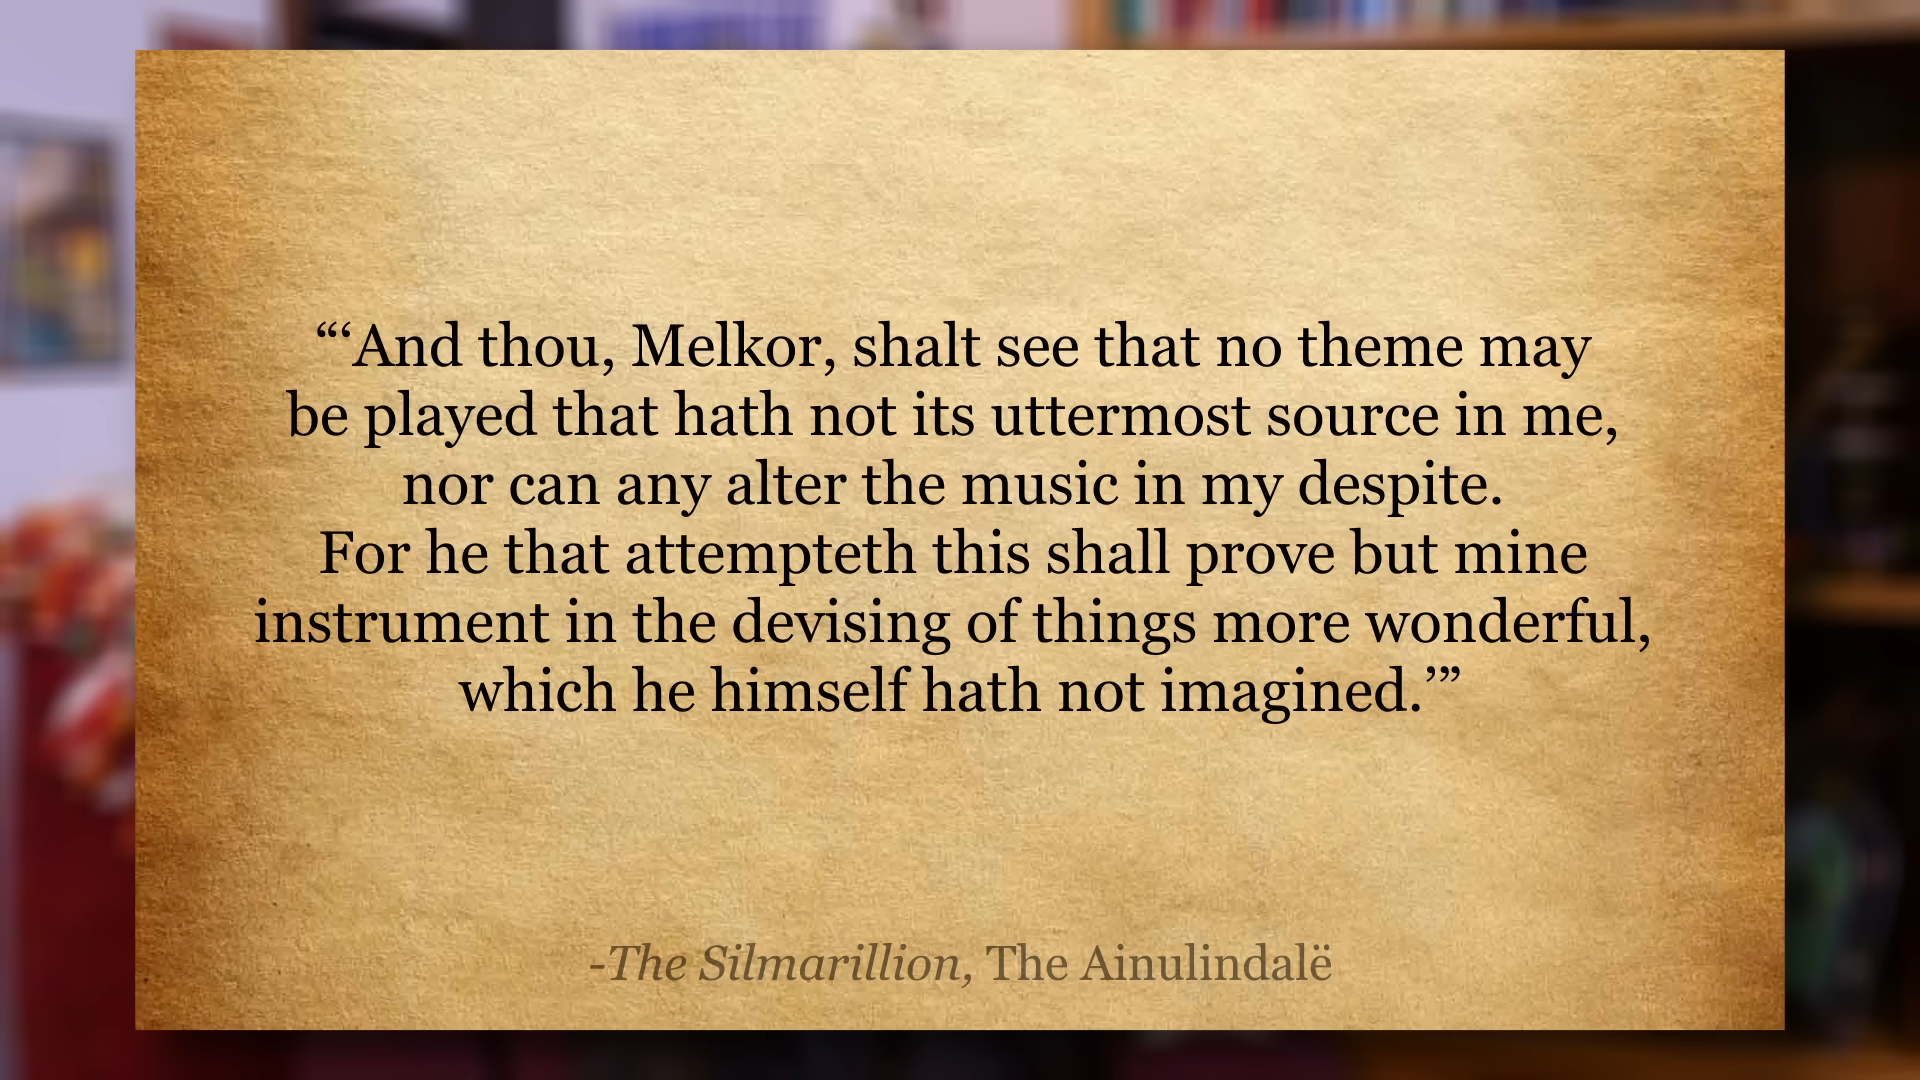 “‘And thou, Melkor, shalt see that no theme may
be played that hath not its uttermost source in me,
nor can any alter the music in my despite.
For he that attempteth this shall prove but mine
instrument in the devising of things more wonderful,
which he himself hath not imagined.’”
-The Silmarillion, The Ainulindalë